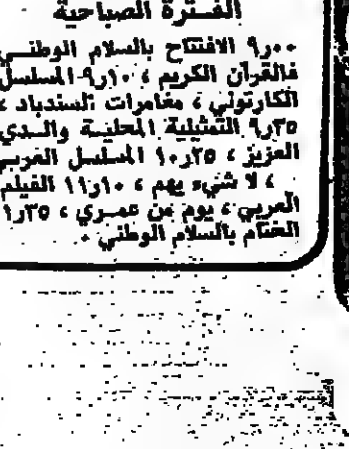 الفترة الصباحية
٩٫٠٠ الافتتاح بالسلام الوطني
فالقرآن الكريم ، ٩٫١٠ المسلسل
الكارتوني ، مغامرات السندباد ،
٩٫٣٥ التمثيلية المحلية والدي
العزيز ، ١٠٫٢٥ المسلسل العربي
، لا شيء يهم ، ١١٫١٠ الفيلم
العربي ، يوم من عمري ، ١٫٣٥
الختام بالسلام الوطني .